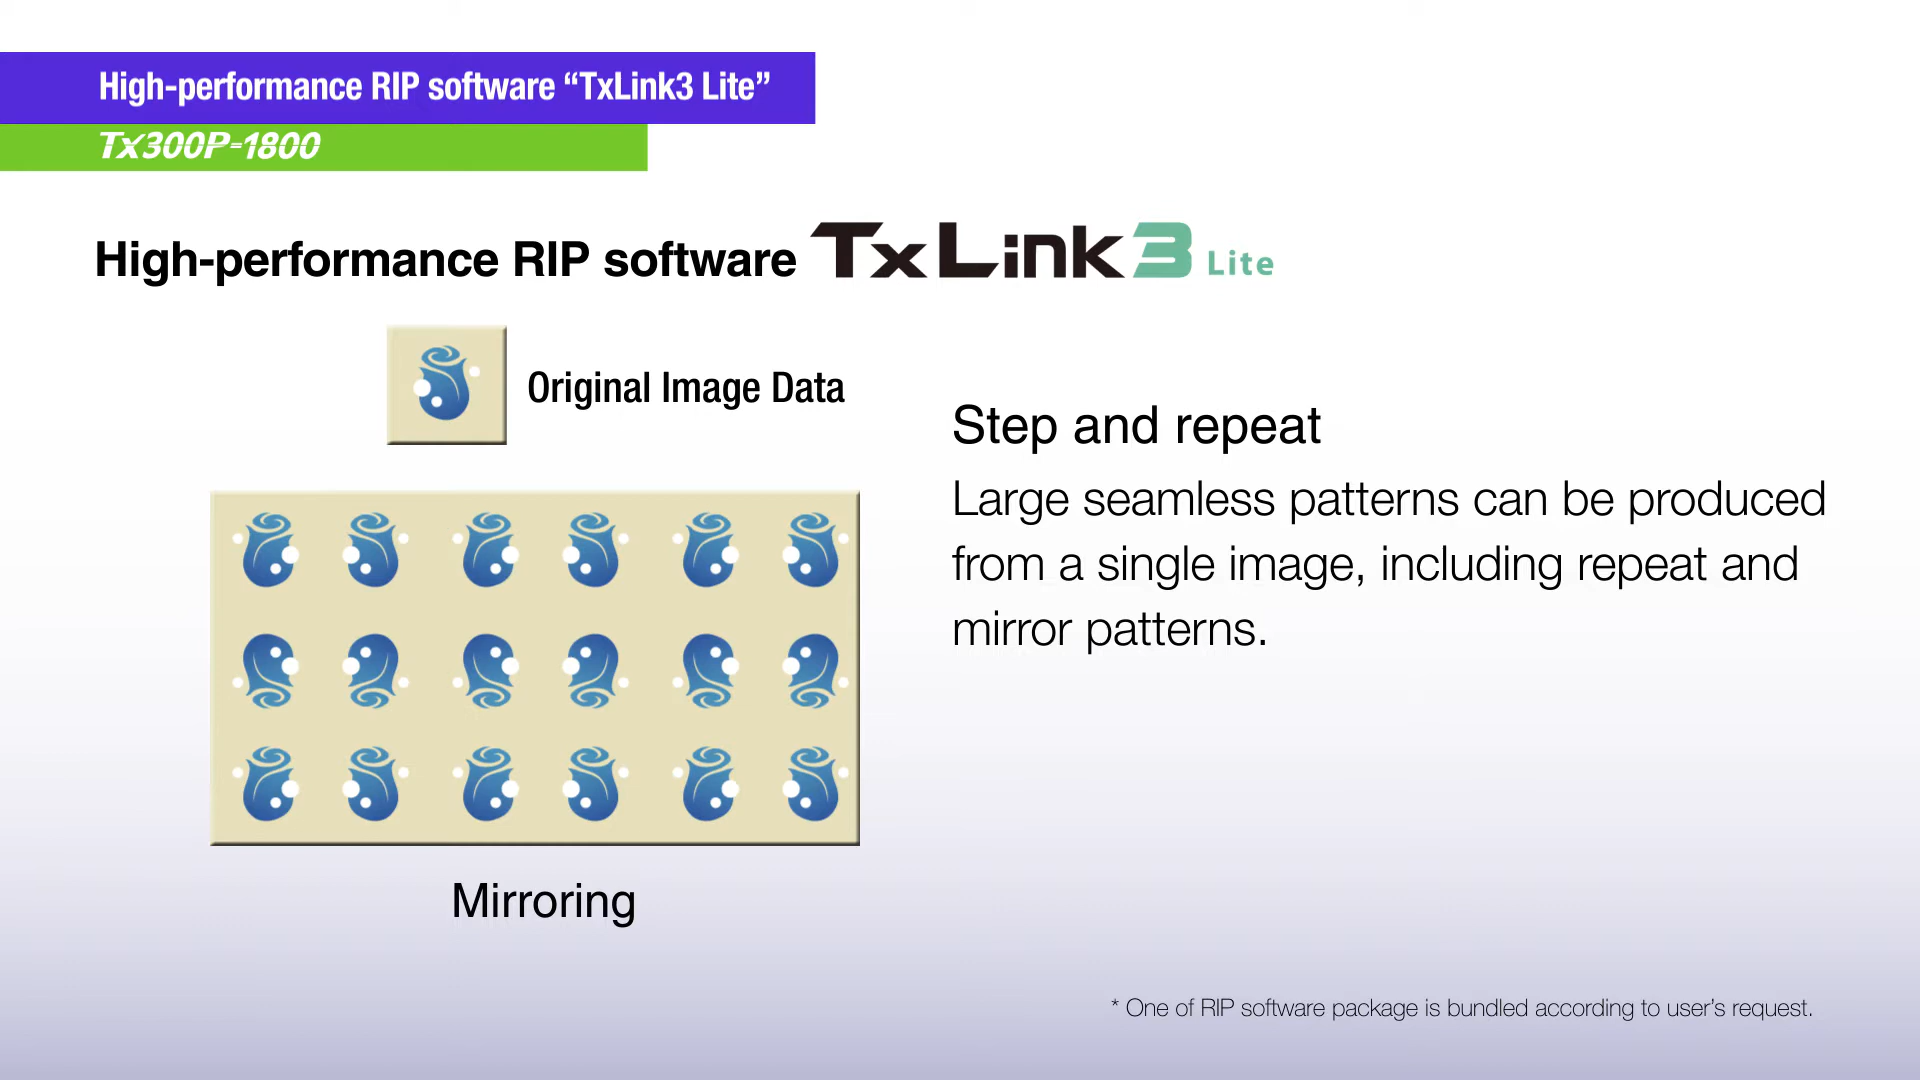 High-performance RIP software “TxLink3 Lite”
Tx300P-1800
High-performance RIP software TxLink3 Lite
Original Image Data
Step and repeat
Large seamless patterns can be produced
from a single image, including repeat and
mirror patterns.
Mirroring
* One of RIP software package is bundled according to user’s request.